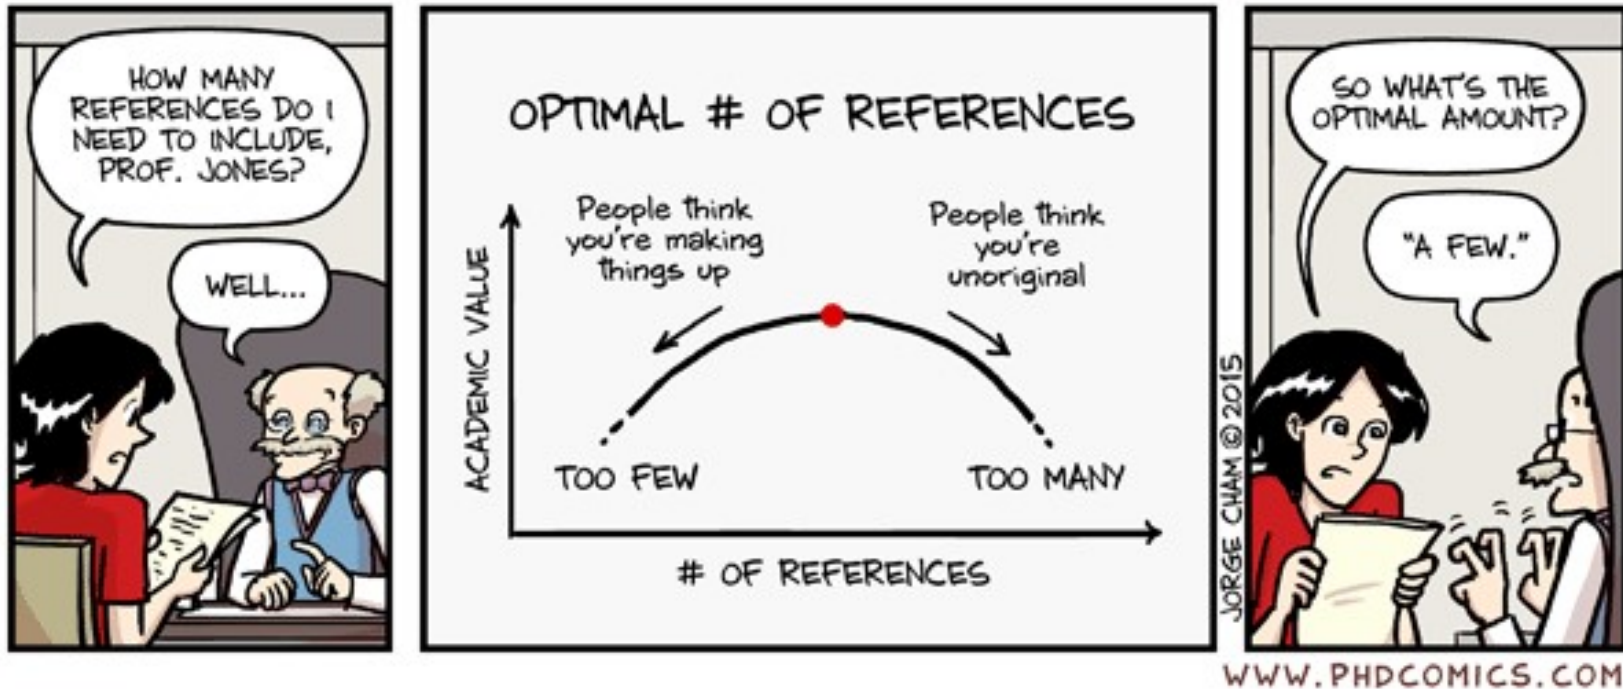 HOW MANY
REFERENCES DO I
NEED TO INCLUDE,
PROF. JONES?
WELL...
OPTIMAL # OF REFERENCES
People think
you're making
things up
People think
you're
unoriginal
ACADEMIC VALUE
TOO FEW
TOO MANY
# OF REFERENCES
JORGE CHAM © 2015
SO WHAT'S THE
OPTIMAL AMOUNT?
"A FEW."
WWW.PHDCOMICS.COM